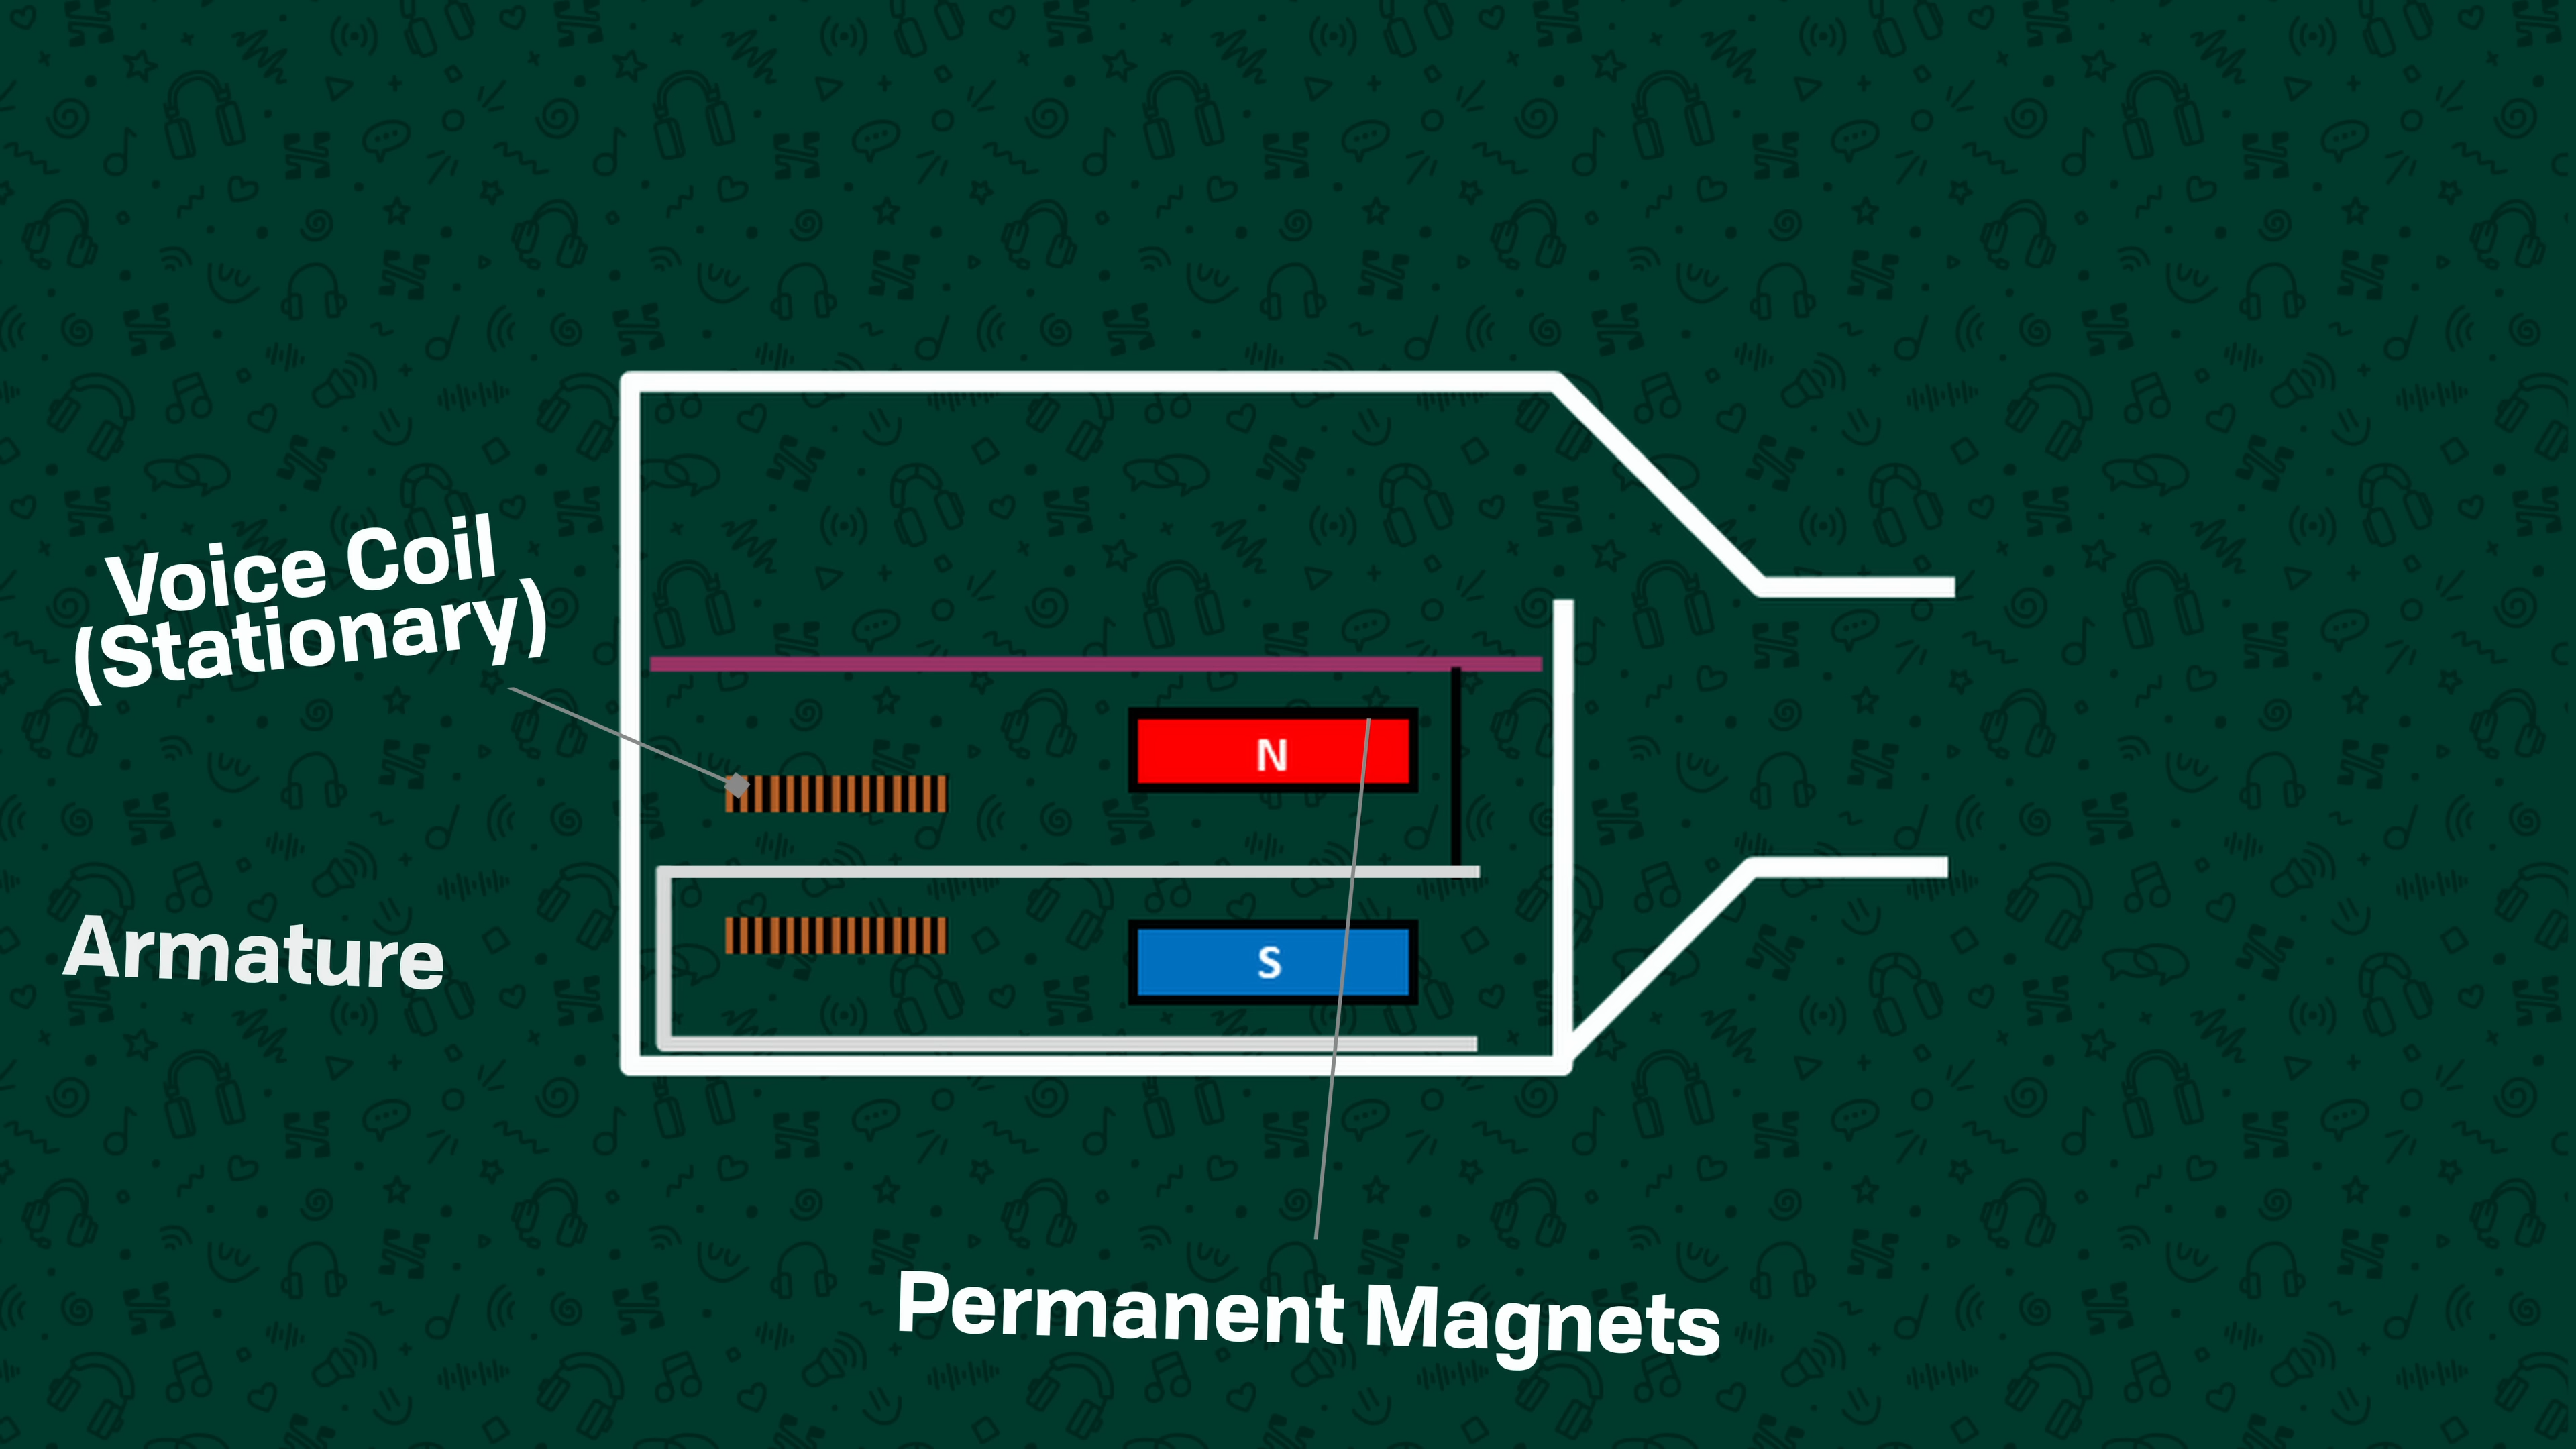 Voice Coil
(Stationary)
N
Armature
S
Permanent Magnets